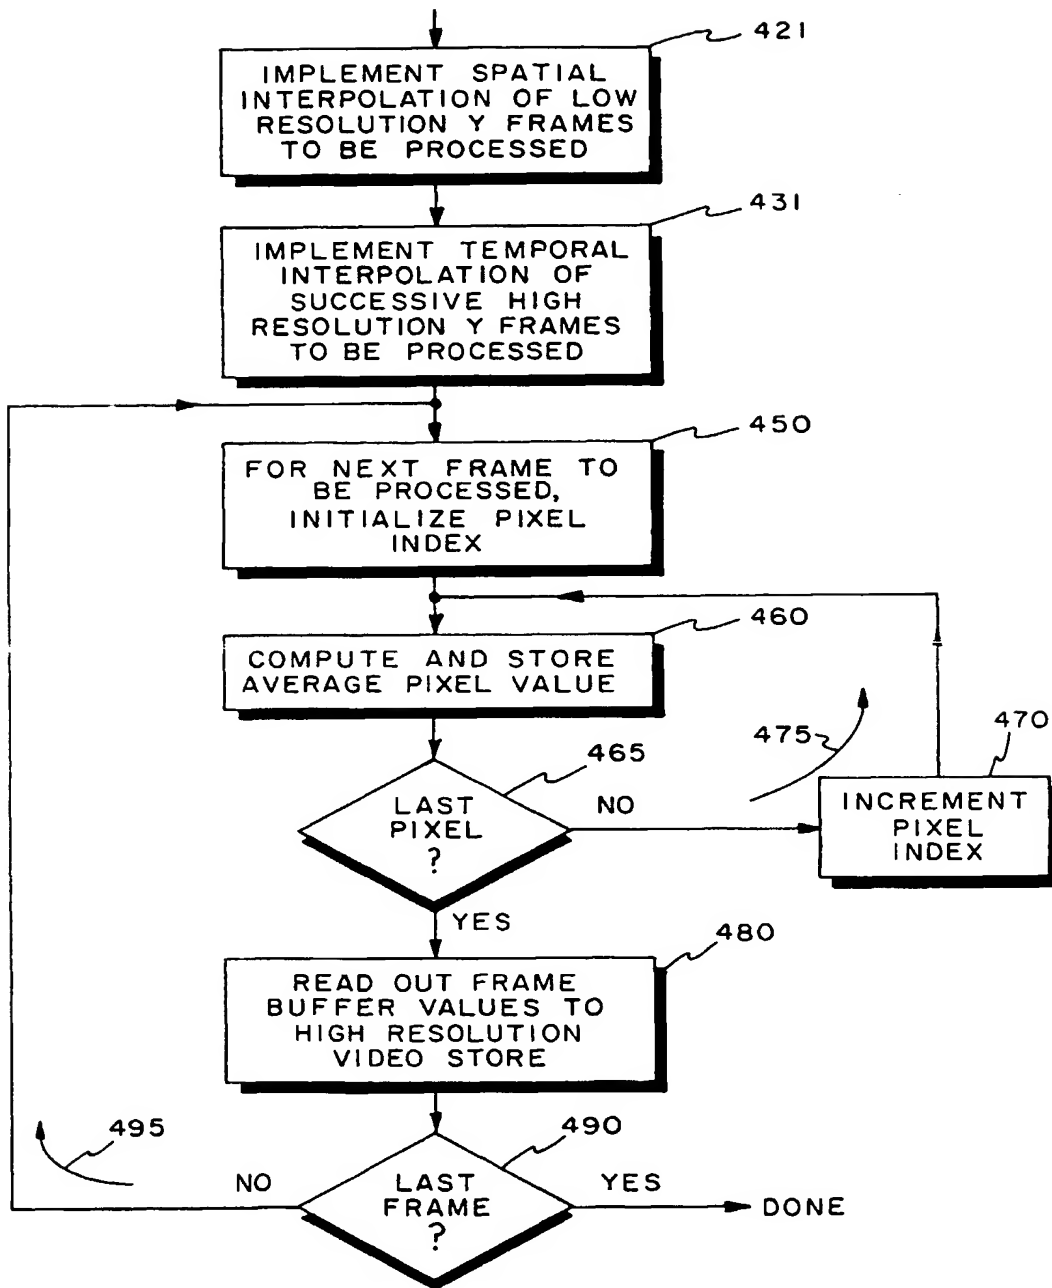 421
IMPLEMENT SPATIAL
INTERPOLATION OF LOW
RESOLUTION Y FRAMES
TO BE PROCESSED
431
IMPLEMENT TEMPORAL
INTERPOLATION OF
SUCCESSIVE HIGH
RESOLUTION Y FRAMES
TO BE PROCESSED
450
FOR NEXT FRAME TO
BE PROCESSED,
INITIALIZE PIXEL
INDEX
460
COMPUTE AND STORE
AVERAGE PIXEL VALUE
465
LAST
PIXEL
?
NO
475
470
INCREMENT
PIXEL
INDEX
YES
480
READ OUT FRAME
BUFFER VALUES TO
HIGH RESOLUTION
VIDEO STORE
495
490
NO
LAST
FRAME
?
YES
DONE